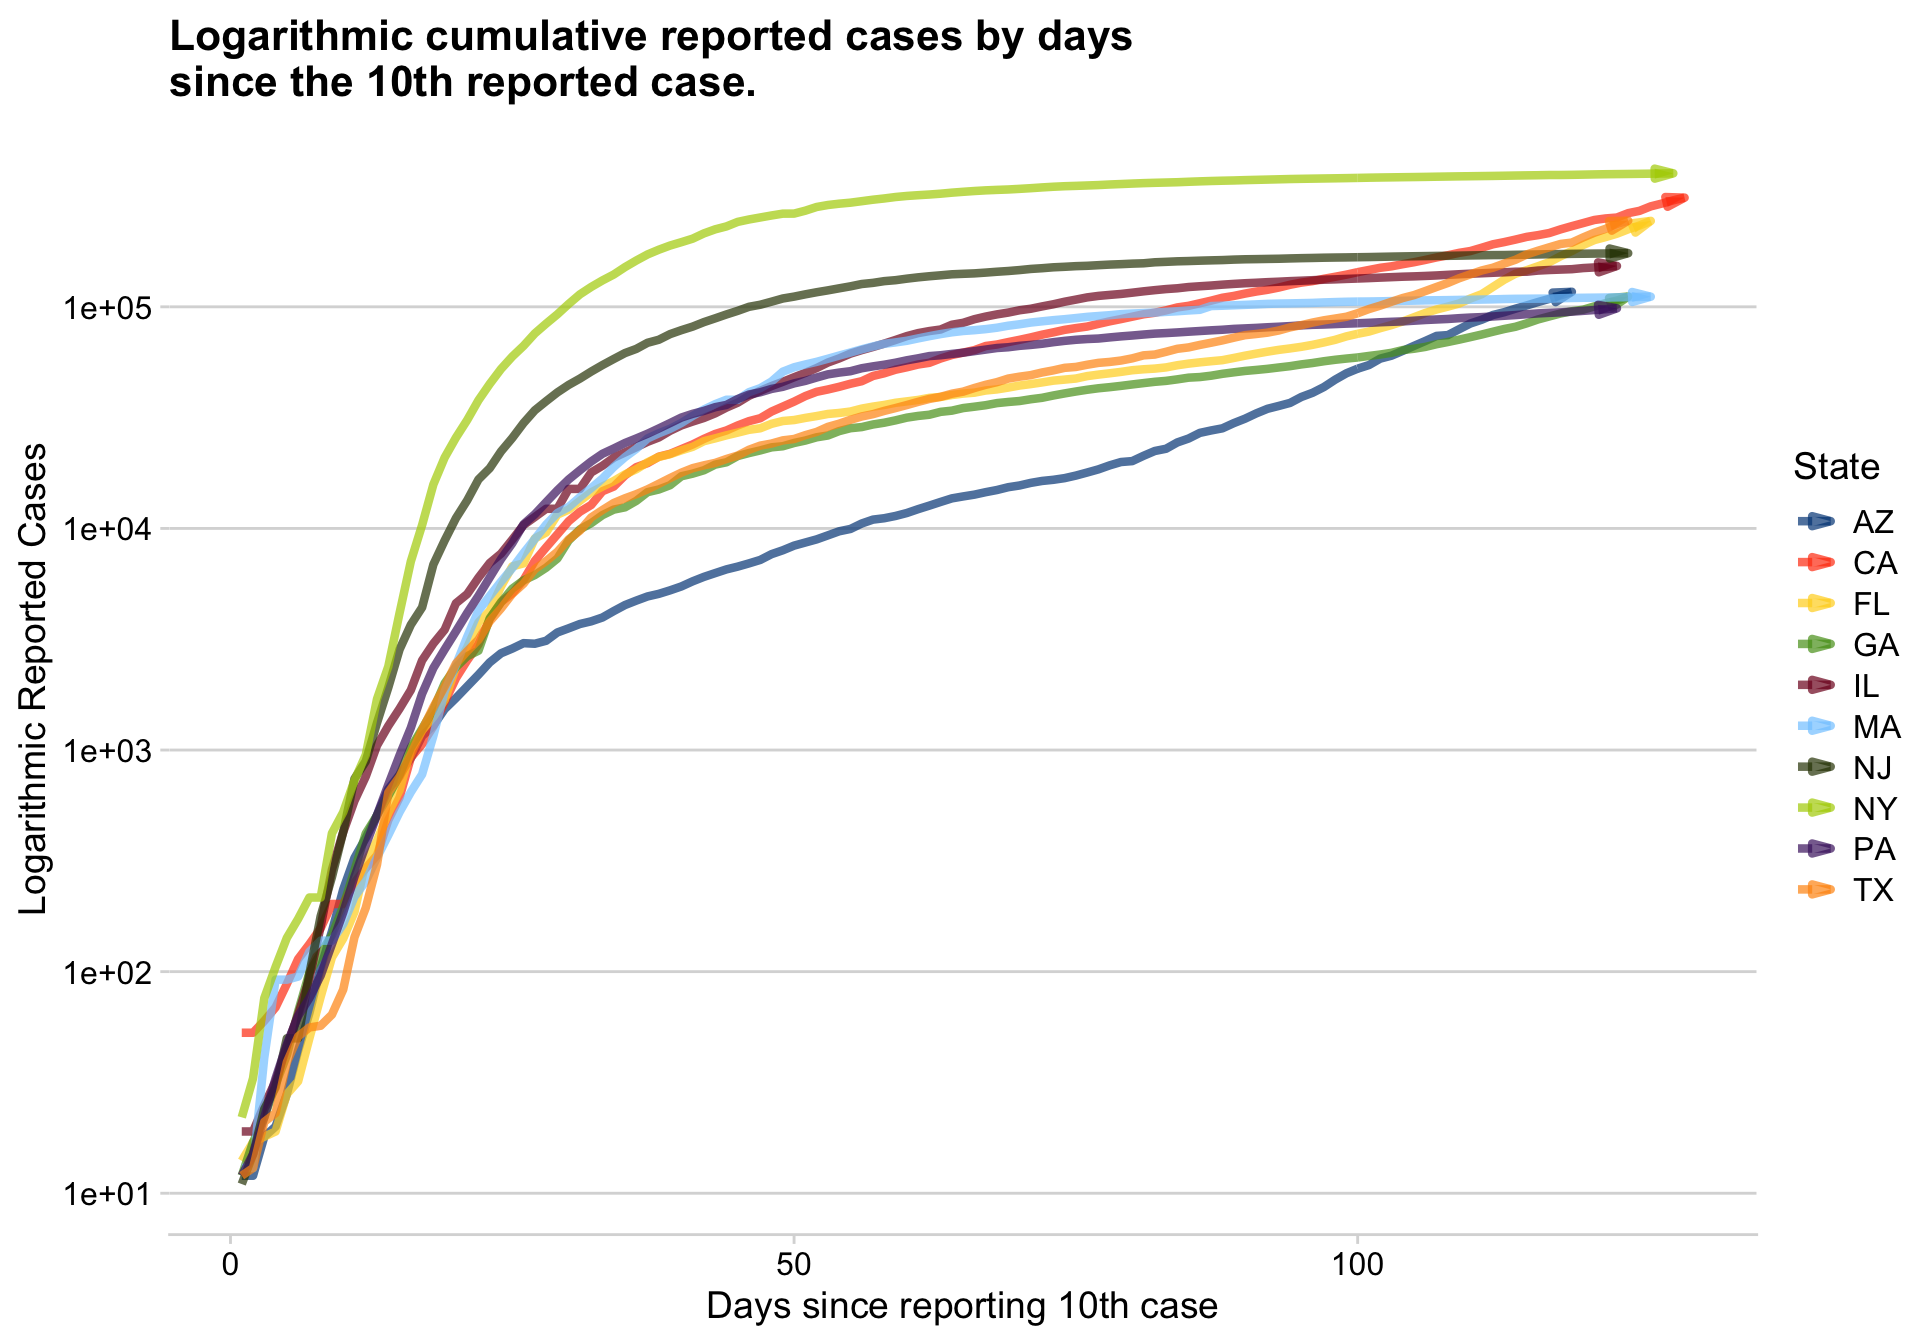 Logarithmic cumulative reported cases by days
since the 10th reported case.
Logarithmic Reported Cases
1e+05
1e+04
1e+03
1e+02
1e+01
0
50
100
Days since reporting 10th case
State
AZ
CA
FL
GA
IL
MA
NJ
NY
PA
TX